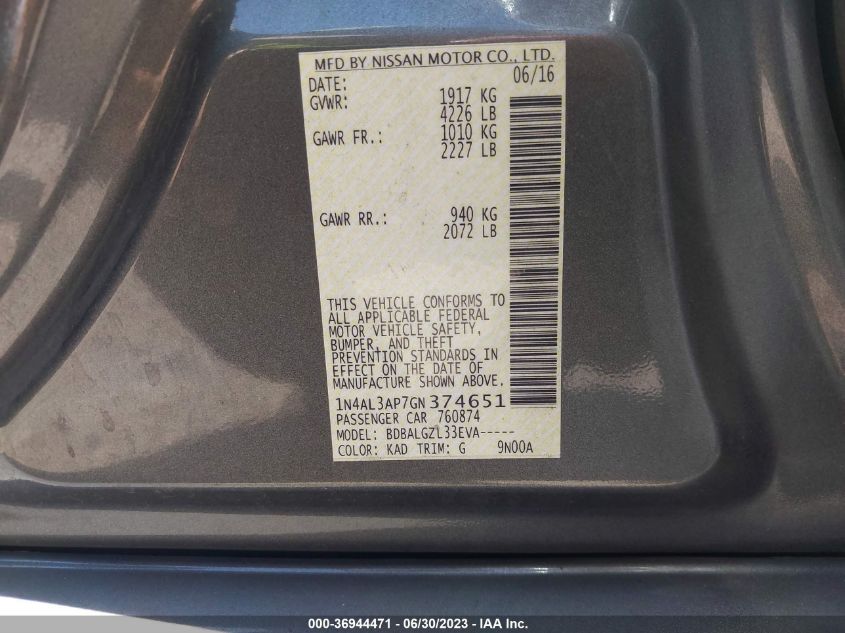 MFD BY NISSAN MOTOR CO., LTD.
DATE: 06/16
GVWR: 1917 KG
4226 LB
GAWR FR.: 1010 KG
2227 LB
GAWR RR.: 940 KG
2072 LB
THIS VEHICLE CONFORMS TO
ALL APPLICABLE FEDERAL
MOTOR VEHICLE SAFETY,
BUMPER, AND THEFT
PREVENTION STANDARDS IN
EFFECT ON THE DATE OF
MANUFACTURE SHOWN ABOVE.
1N4AL3AP7GN374651
PASSENGER CAR 760874
MODEL: BDBALGZL33EVA-----
COLOR: KAD TRIM: G 9N00A
000-36944471 - 06/30/2023 - IAA Inc.